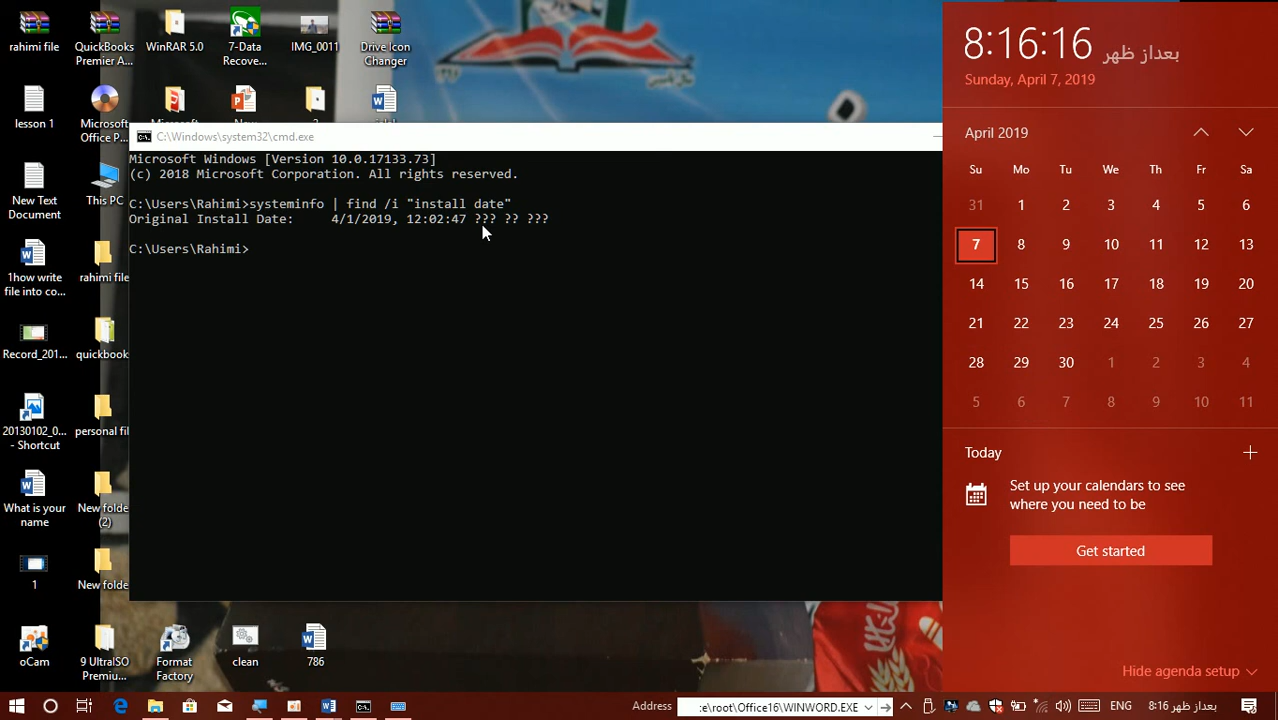 rahimi file
QuickBooks
Premier A...
WinRAR 5.0
7-Data
Recove...
IMG_0011
Drive Icon
Changer
lesson 1
Microsoft
Office P...
New Text
Document
This PC
1how write
file into co...
rahimi file
Record_201...
quickbook
20130102_0...
- Shortcut
personal fil
What is your
name
New folde
(2)
1
New folde
oCam
9 UltraISO
Premiu...
Format
Factory
clean
786
C:\Windows\system32\cmd.exe
Microsoft Windows [Version 10.0.17133.73]
(c) 2018 Microsoft Corporation. All rights reserved.
C:\Users\Rahimi>systeminfo | find /i "install date"
Original Install Date:     4/1/2019, 12:02:47 ??? ?? ???
C:\Users\Rahimi>
8:16:16 بعداز ظهر
Sunday, April 7, 2019
April 2019
Su Mo Tu We Th Fr Sa
31 1 2 3 4 5 6
7 8 9 10 11 12 13
14 15 16 17 18 19 20
21 22 23 24 25 26 27
28 29 30 1 2 3 4
5 6 7 8 9 10 11
Today
Set up your calendars to see
where you need to be
Get started
Hide agenda setup
Address :e\root\Office16\WINWORD.EXE
ENG
8:16 بعداز ظهر